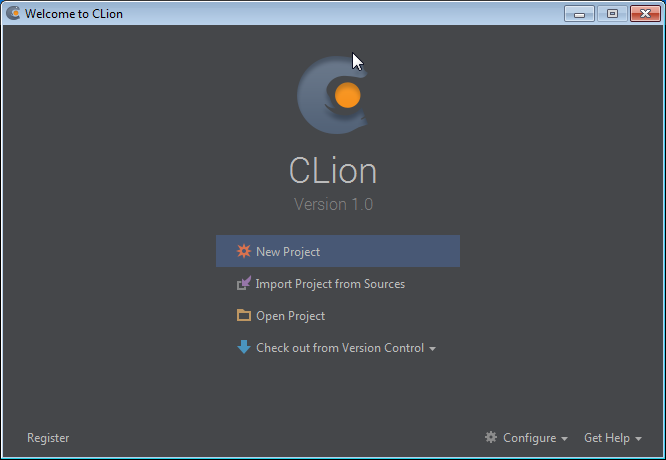 Welcome to CLion
CLion
Version 1.0
New Project
Import Project from Sources
Open Project
Check out from Version Control
Register
Configure
Get Help